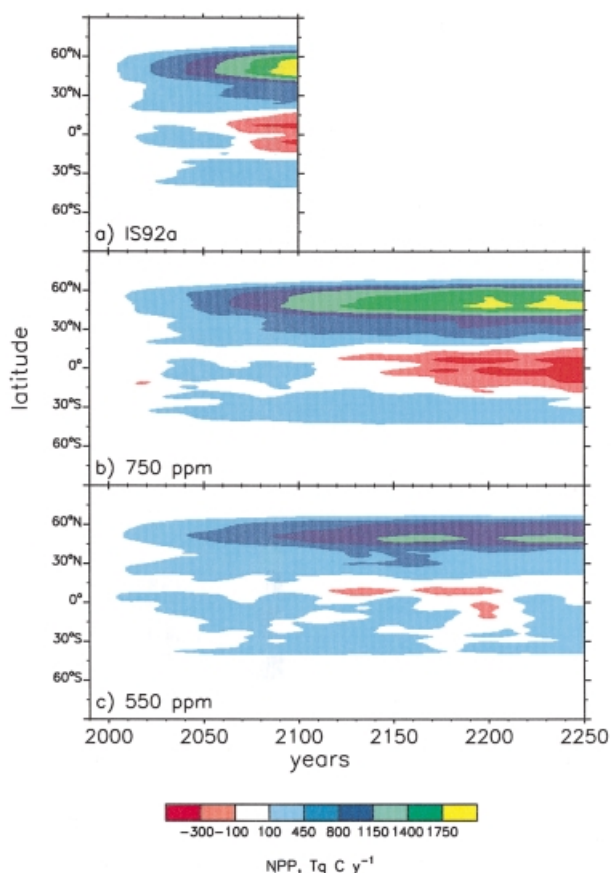 60°N
30°N
0°
30°S
60°S
a) IS92a
60°N
30°N
0°
30°S
60°S
b) 750 ppm
latitude
60°N
30°N
0°
30°S
60°S
c) 550 ppm
2000 2050 2100 2150 2200 2250
years
−300 −100 100 450 800 1150 1400 1750
NPP, Tg C y⁻¹